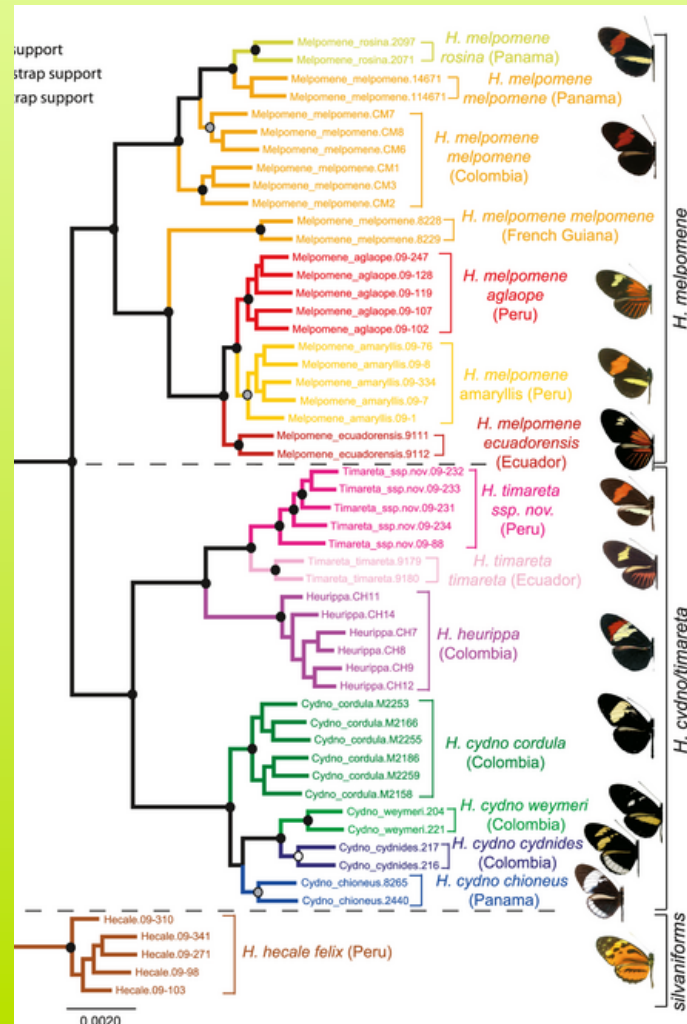 support
strap support
trap support
Melpomene_rosina.2097
Melpomene_rosina.2071
H. melpomene
rosina (Panama)
Melpomene_melpomene.14671
Melpomene_melpomene.114671
H. melpomene
melpomene (Panama)
Melpomene_melpomene.CM7
Melpomene_melpomene.CM8
Melpomene_melpomene.CM6
Melpomene_melpomene.CM1
Melpomene_melpomene.CM3
Melpomene_melpomene.CM2
H. melpomene
melpomene
(Colombia)
Melpomene_melpomene.8228
Melpomene_melpomene.8229
H. melpomene melpomene
(French Guiana)
Melpomene_aglaope.09-247
Melpomene_aglaope.09-128
Melpomene_aglaope.09-119
Melpomene_aglaope.09-107
Melpomene_aglaope.09-102
H. melpomene
aglaope
(Peru)
Melpomene_amaryllis.09-76
Melpomene_amaryllis.09-8
Melpomene_amaryllis.09-334
Melpomene_amaryllis.09-7
Melpomene_amaryllis.09-1
H. melpomene
amaryllis (Peru)
Melpomene_ecuadorensis.9111
Melpomene_ecuadorensis.9112
H. melpomene
ecuadorensis
(Ecuador)
H. melpomene
Timareta_ssp.nov.09-232
Timareta_ssp.nov.09-233
Timareta_ssp.nov.09-231
Timareta_ssp.nov.09-234
Timareta_ssp.nov.09-88
H. timareta
ssp. nov.
(Peru)
Timareta_timareta.9179
Timareta_timareta.9180
H. timareta
timareta (Ecuador)
Heurippa.CH11
Heurippa.CH14
Heurippa.CH7
Heurippa.CH8
Heurippa.CH9
Heurippa.CH12
H. heurippa
(Colombia)
Cydno_cordula.M2253
Cydno_cordula.M2166
Cydno_cordula.M2255
Cydno_cordula.M2186
Cydno_cordula.M2259
Cydno_cordula.M2158
H. cydno cordula
(Colombia)
Cydno_weymeri.204
Cydno_weymeri.221
H. cydno weymeri
(Colombia)
Cydno_cydnides.217
Cydno_cydnides.216
H. cydno cydnides
(Colombia)
Cydno_chioneus.8265
Cydno_chioneus.2440
H. cydno chioneus
(Panama)
H. cydno/timareta
Hecale.09-310
Hecale.09-341
Hecale.09-271
Hecale.09-98
Hecale.09-103
H. hecale felix (Peru)
silvaniforms
0.0020